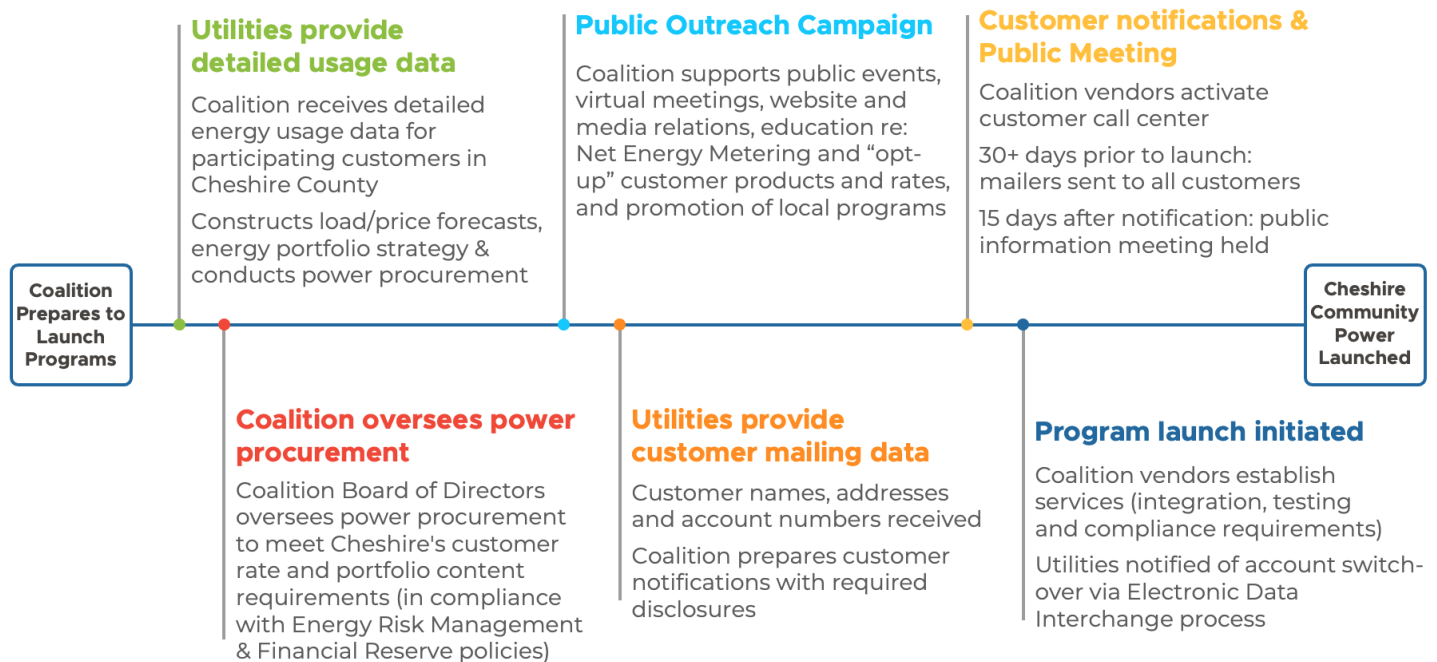 Utilities provide
detailed usage data
Coalition receives detailed
energy usage data for
participating customers in
Cheshire County
Constructs load/price forecasts,
energy portfolio strategy &
conducts power procurement
Public Outreach Campaign
Coalition supports public events,
virtual meetings, website and
media relations, education re:
Net Energy Metering and “opt-
up” customer products and rates,
and promotion of local programs
Customer notifications &
Public Meeting
Coalition vendors activate
customer call center
30+ days prior to launch:
mailers sent to all customers
15 days after notification: public
information meeting held
Coalition
Prepares to
Launch
Programs
Cheshire
Community
Power
Launched
Coalition oversees power
procurement
Coalition Board of Directors
oversees power procurement
to meet Cheshire's customer
rate and portfolio content
requirements (in compliance
with Energy Risk Management
& Financial Reserve policies)
Utilities provide
customer mailing data
Customer names, addresses
and account numbers received
Coalition prepares customer
notifications with required
disclosures
Program launch initiated
Coalition vendors establish
services (integration, testing
and compliance requirements)
Utilities notified of account switch-
over via Electronic Data
Interchange process